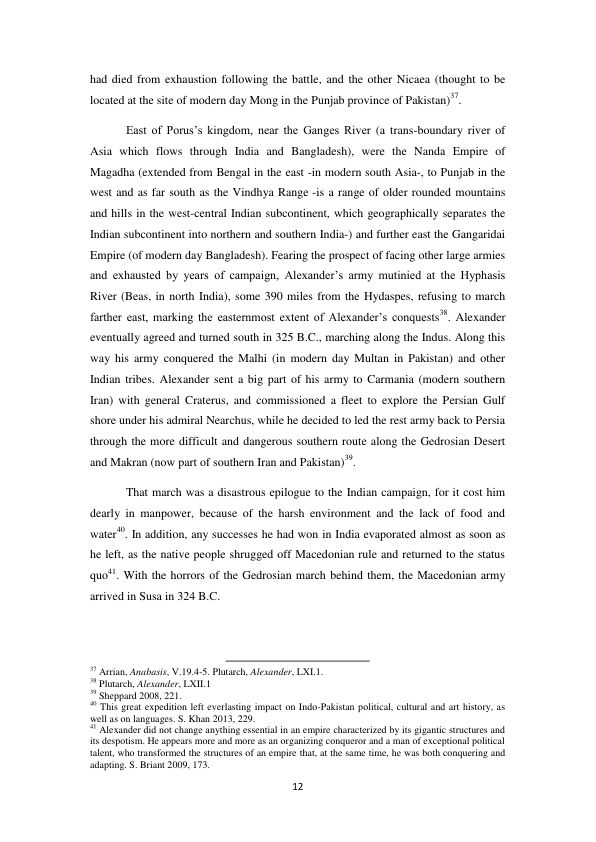 had died from exhaustion following the battle, and the other Nicaea (thought to be
located at the site of modern day Mong in the Punjab province of Pakistan)37.
East of Porus’s kingdom, near the Ganges River (a trans-boundary river of
Asia which flows through India and Bangladesh), were the Nanda Empire of
Magadha (extended from Bengal in the east -in modern south Asia-, to Punjab in the
west and as far south as the Vindhya Range -is a range of older rounded mountains
and hills in the west-central Indian subcontinent, which geographically separates the
Indian subcontinent into northern and southern India-) and further east the Gangaridai
Empire (of modern day Bangladesh). Fearing the prospect of facing other large armies
and exhausted by years of campaign, Alexander’s army mutinied at the Hyphasis
River (Beas, in north India), some 390 miles from the Hydaspes, refusing to march
farther east, marking the easternmost extent of Alexander’s conquests38. Alexander
eventually agreed and turned south in 325 B.C., marching along the Indus. Along this
way his army conquered the Malhi (in modern day Multan in Pakistan) and other
Indian tribes. Alexander sent a big part of his army to Carmania (modern southern
Iran) with general Craterus, and commissioned a fleet to explore the Persian Gulf
shore under his admiral Nearchus, while he decided to led the rest army back to Persia
through the more difficult and dangerous southern route along the Gedrosian Desert
and Makran (now part of southern Iran and Pakistan)39.
That march was a disastrous epilogue to the Indian campaign, for it cost him
dearly in manpower, because of the harsh environment and the lack of food and
water40. In addition, any successes he had won in India evaporated almost as soon as
he left, as the native people shrugged off Macedonian rule and returned to the status
quo41. With the horrors of the Gedrosian march behind them, the Macedonian army
arrived in Susa in 324 B.C.
37 Arrian, Anabasis, V.19.4-5. Plutarch, Alexander, LXI.1.
38 Plutarch, Alexander, LXII.1
39 Sheppard 2008, 221.
40 This great expedition left everlasting impact on Indo-Pakistan political, cultural and art history, as
well as on languages. S. Khan 2013, 229.
41 Alexander did not change anything essential in an empire characterized by its gigantic structures and
its despotism. He appears more and more as an organizing conqueror and a man of exceptional political
talent, who transformed the structures of an empire that, at the same time, he was both conquering and
adapting. S. Briant 2009, 173.
12